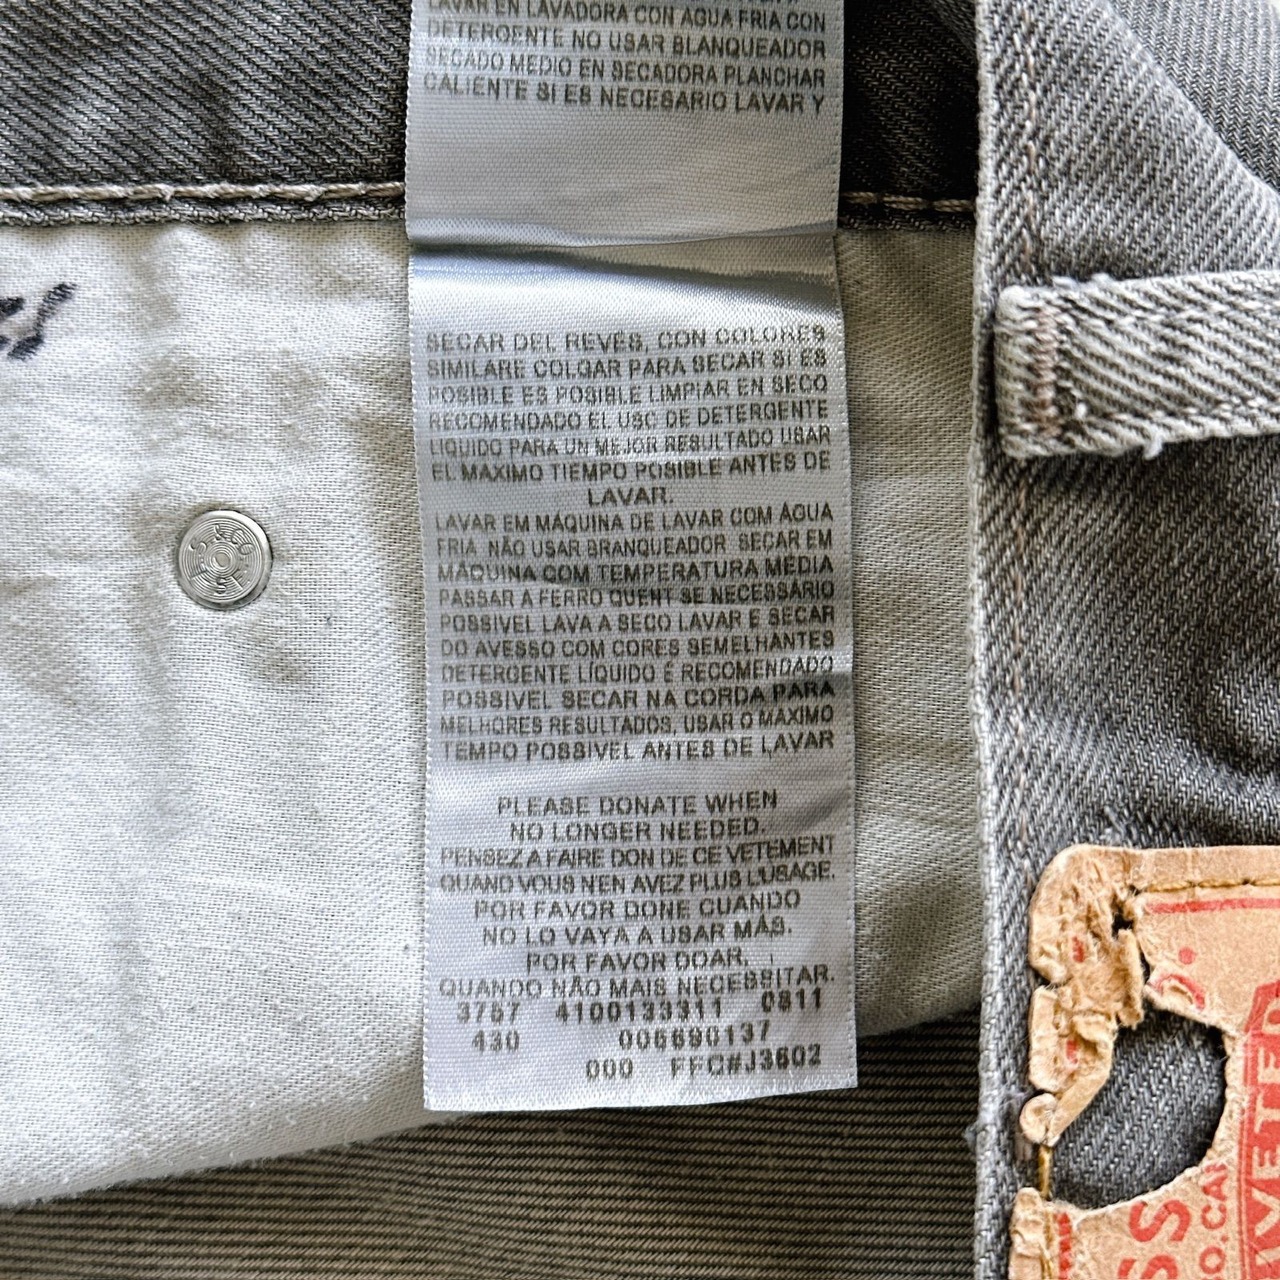 LAVAR EN LAVADORA CON AGUA FRIA CON
DETERGENTE NO USAR BLANQUEADOR
SECADO MEDIO EN SECADORA PLANCHAR
CALIENTE SI ES NECESARIO LAVAR Y
SECAR DEL REVÉS, CON COLORES
SIMILARE COLGAR PARA SECAR SI ES
POSIBLE ES POSIBLE LIMPIAR EN SECO
RECOMENDADO EL USO DE DETERGENTE
LIQUIDO PARA UN MEJOR RESULTADO USAR
EL MAXIMO TIEMPO POSIBLE ANTES DE
LAVAR.
LAVAR EM MÁQUINA DE LAVAR COM ÁGUA
FRIA NÃO USAR BRANQUEADOR SECAR EM
MAQUINA COM TEMPERATURA MEDIA
PASSAR A FERRO QUENT SE NECESSÁRIO
POSSIVEL LAVA A SECO LAVAR E SECAR
DO AVESSO COM CORES SEMELHANTES
DETERGENTE LÍQUIDO É RECOMENDADO
POSSIVEL SECAR NA CORDA PARA
MELHORES RESULTADOS, USAR O MAXIMO
TEMPO POSSIVEL ANTES DE LAVAR
PLEASE DONATE WHEN
NO LONGER NEEDED.
PENSEZ A FAIRE DON DE CE VETEMENT
QUAND VOUS N'EN AVEZ PLUS L'USAGE.
POR FAVOR DONE CUANDO
NO LO VAYA A USAR MÁS.
POR FAVOR DOAR,
QUANDO NÃO MAIS NECESSITAR.
3757 4100133311 0811
430 006690137
000 FFC#J3602